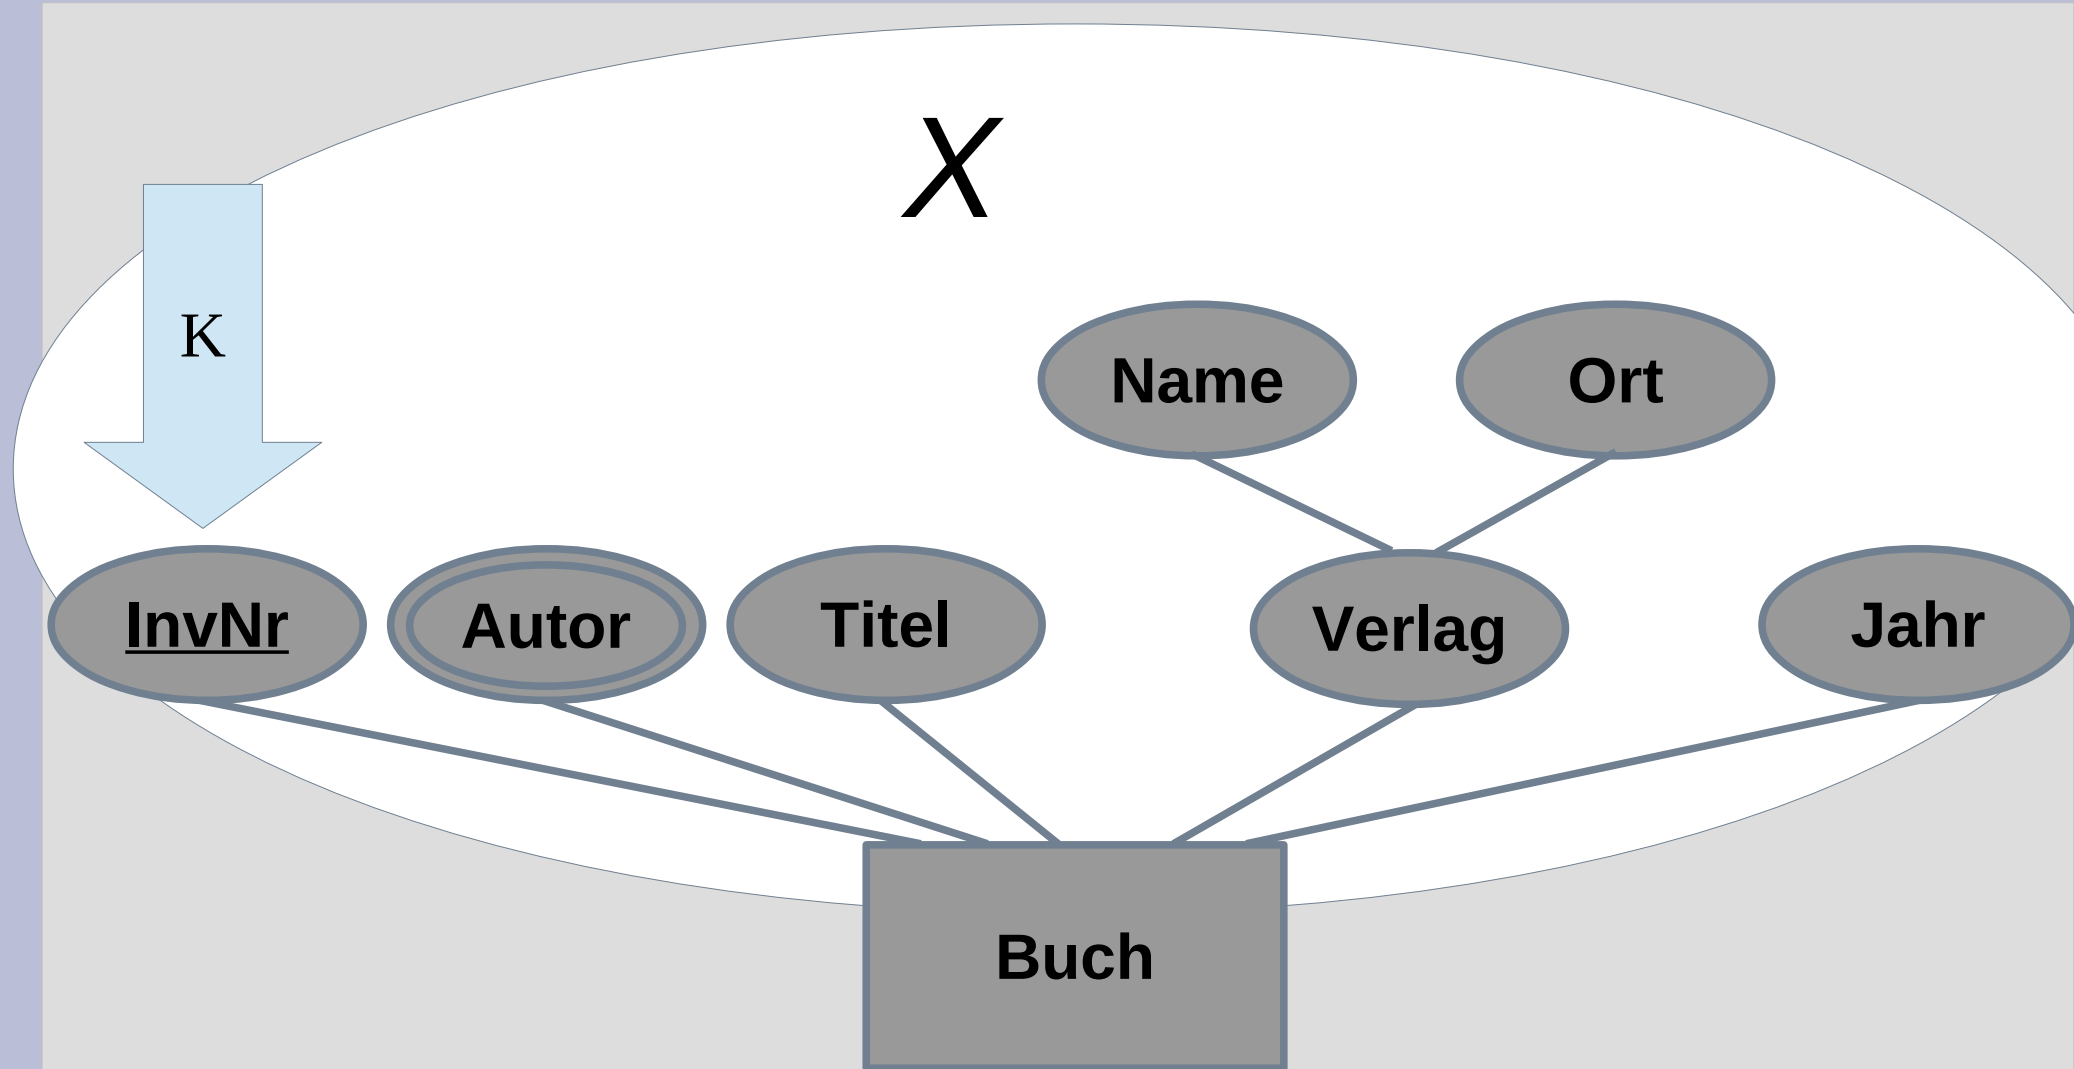 X
K
Name
Ort
InvNr
Autor
Titel
Verlag
Jahr
Buch